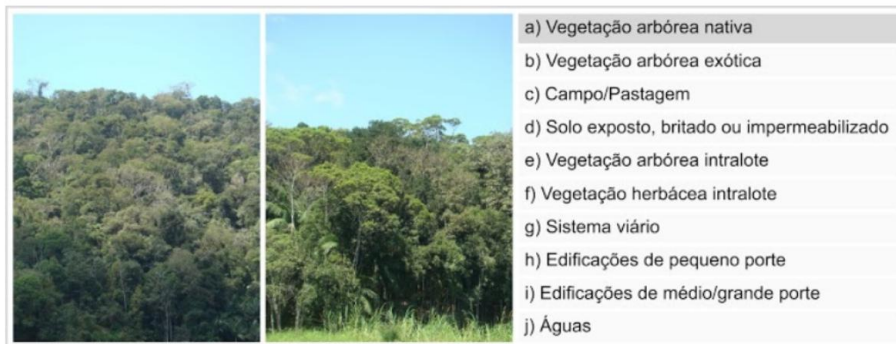 a) Vegetação arbórea nativa
b) Vegetação arbórea exótica
c) Campo/Pastagem
d) Solo exposto, britado ou impermeabilizado
e) Vegetação arbórea intralote
f) Vegetação herbácea intralote
g) Sistema viário
h) Edificações de pequeno porte
i) Edificações de médio/grande porte
j) Águas